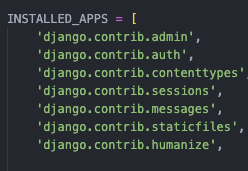 INSTALLED_APPS = [
'django.contrib.admin',
'django.contrib.auth',
'django.contrib.contenttypes',
'django.contrib.sessions',
'django.contrib.messages',
'django.contrib.staticfiles',
'django.contrib.humanize',